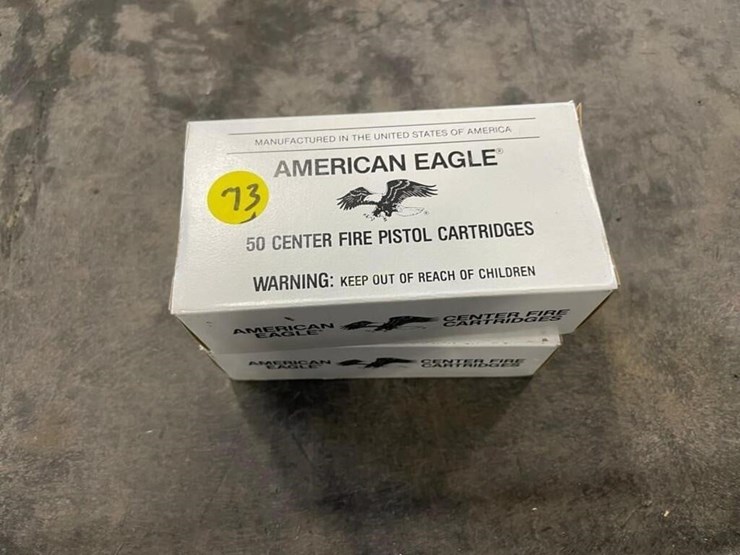 MANUFACTURED IN THE UNITED STATES OF AMERICA
AMERICAN EAGLE®
73
50 CENTER FIRE PISTOL CARTRIDGES
WARNING: KEEP OUT OF REACH OF CHILDREN
AMERICAN
EAGLE®
CENTER FIRE
CARTRIDGES
AMERICAN
EAGLE®
CENTER FIRE
CARTRIDGES